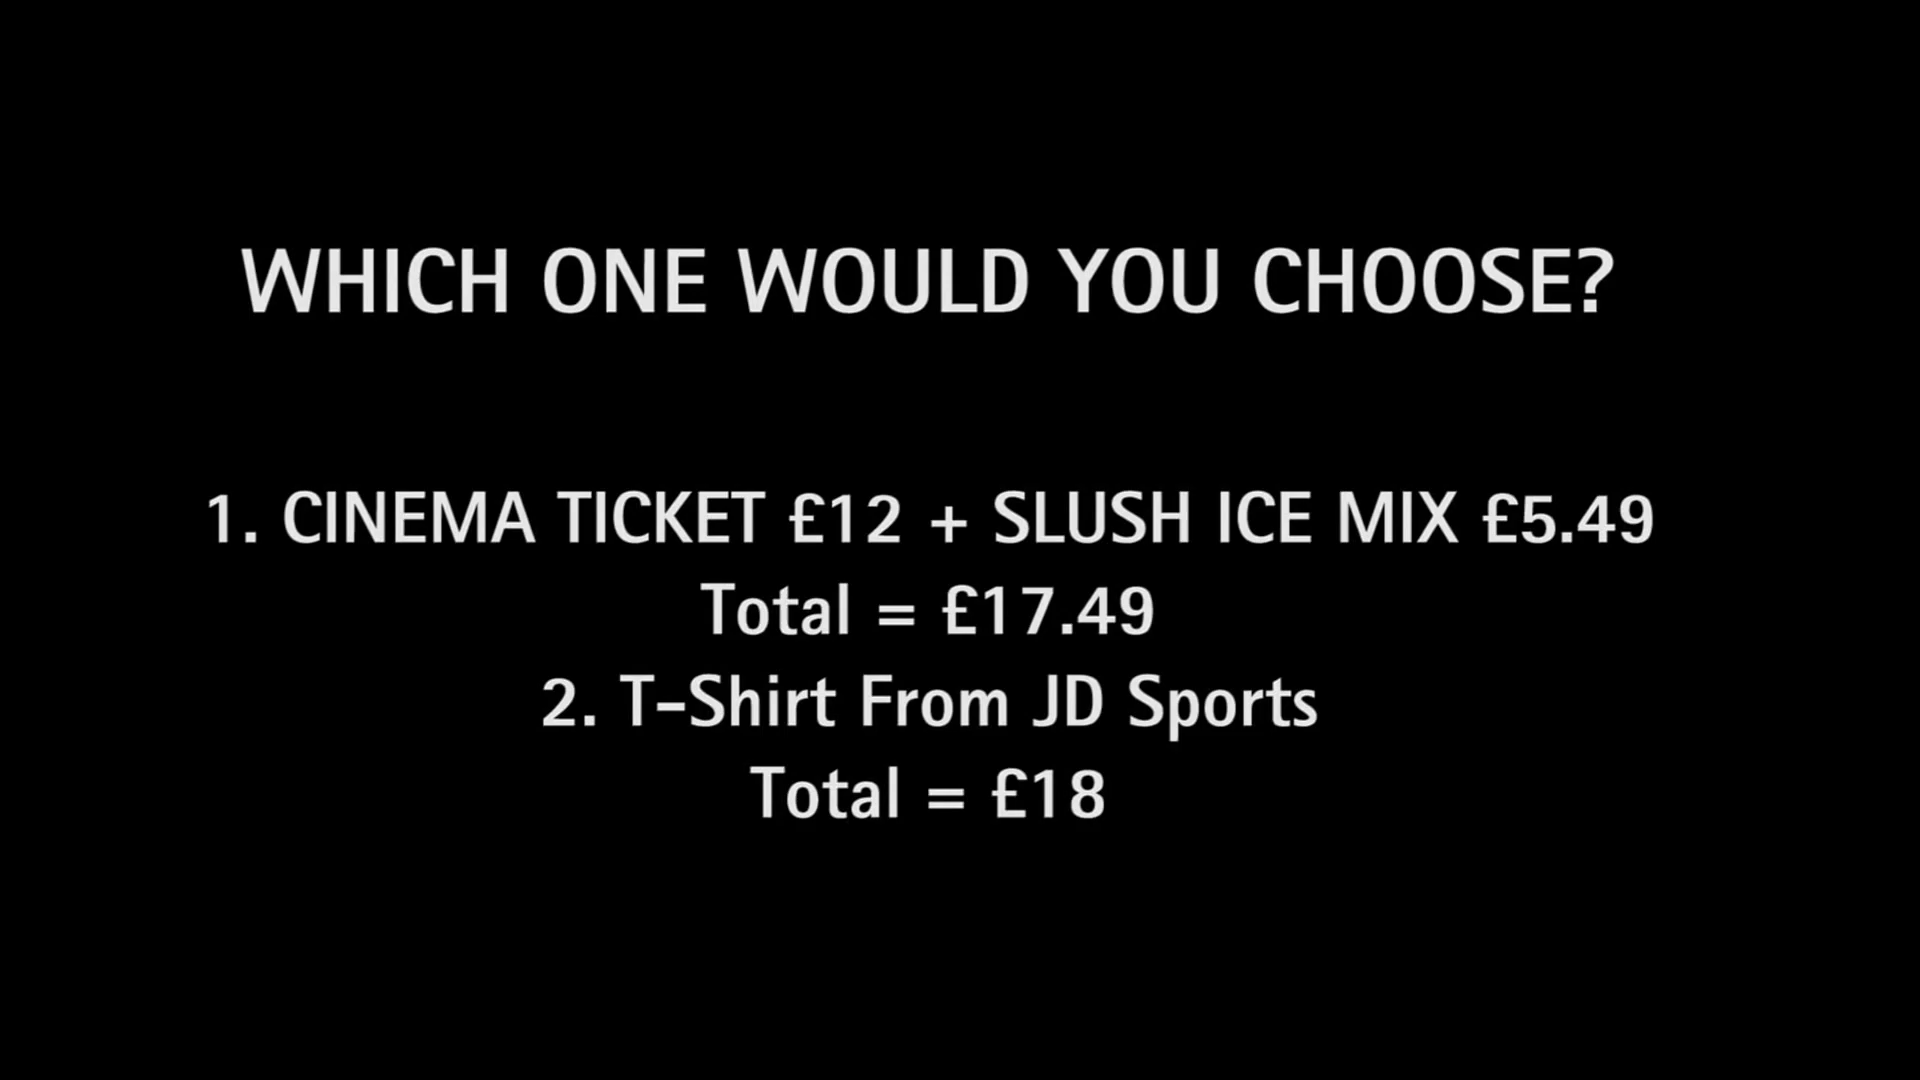 WHICH ONE WOULD YOU CHOOSE?
1. CINEMA TICKET £12 + SLUSH ICE MIX £5.49
Total = £17.49
2. T-Shirt From JD Sports
Total = £18